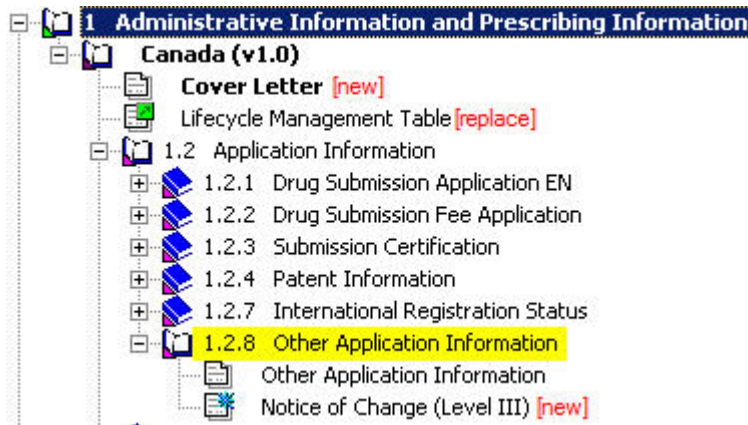 1 Administrative Information and Prescribing Information
Canada (v1.0)
Cover Letter [new]
Lifecycle Management Table [replace]
1.2 Application Information
1.2.1 Drug Submission Application EN
1.2.2 Drug Submission Fee Application
1.2.3 Submission Certification
1.2.4 Patent Information
1.2.7 International Registration Status
1.2.8 Other Application Information
Other Application Information
Notice of Change (Level III) [new]